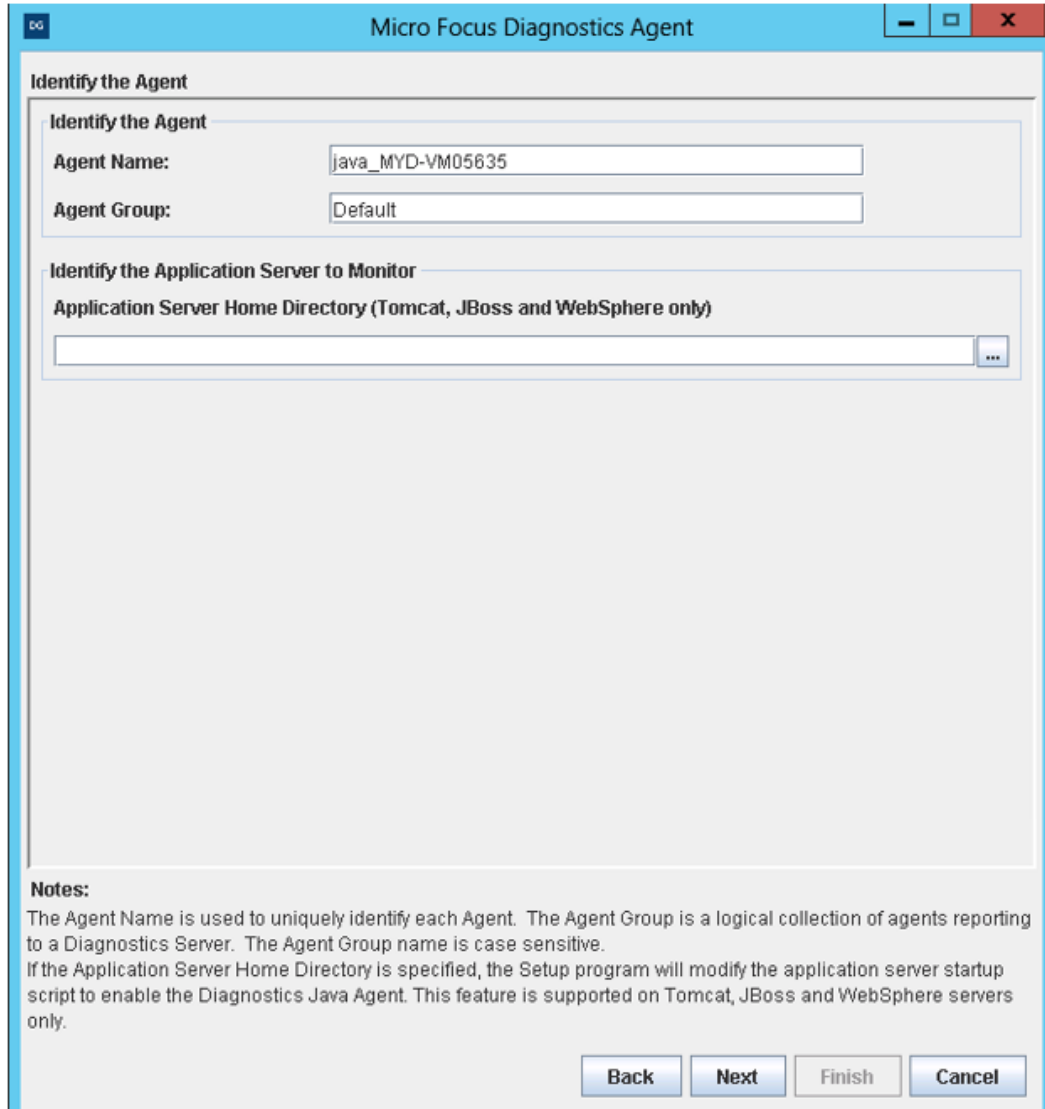 DG
Micro Focus Diagnostics Agent
x
Identify the Agent
Identify the Agent
Agent Name:
java_MYD-VM05635
Agent Group:
Default
Identify the Application Server to Monitor
Application Server Home Directory (Tomcat, JBoss and WebSphere only)
...
Notes:
The Agent Name is used to uniquely identify each Agent. The Agent Group is a logical collection of agents reporting
to a Diagnostics Server. The Agent Group name is case sensitive.
If the Application Server Home Directory is specified, the Setup program will modify the application server startup
script to enable the Diagnostics Java Agent. This feature is supported on Tomcat, JBoss and WebSphere servers
only.
Back
Next
Finish
Cancel